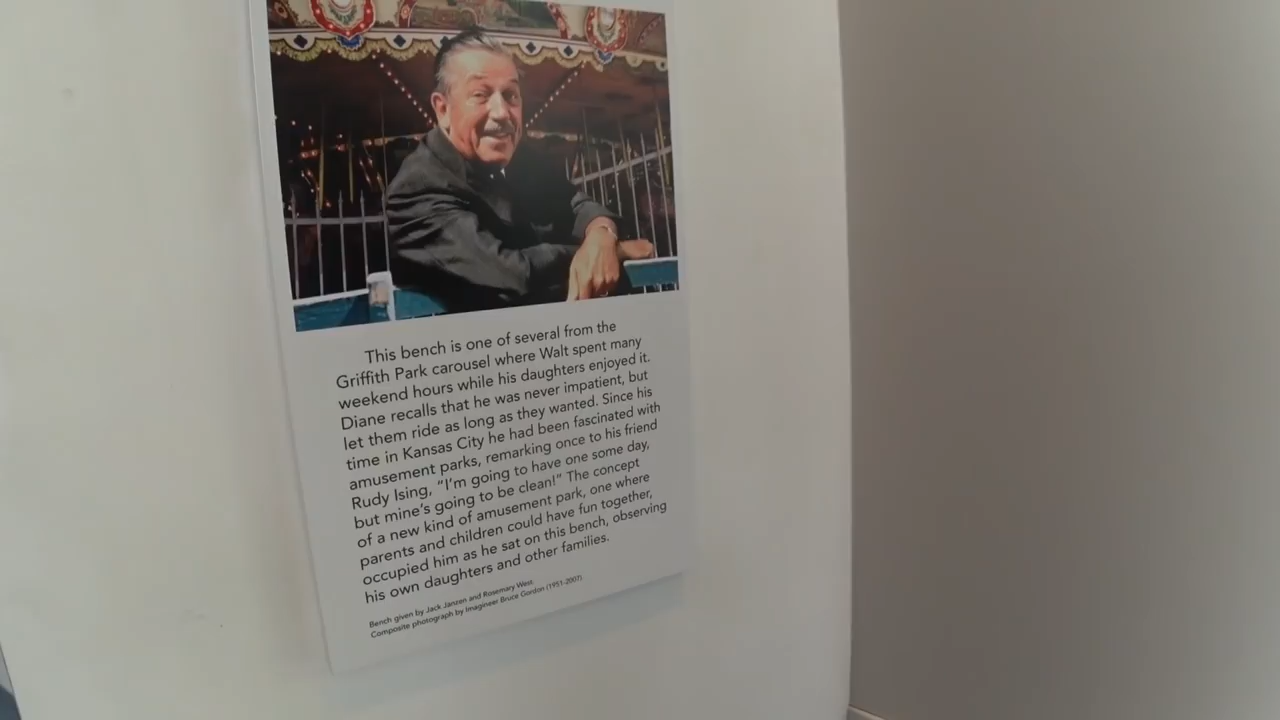 This bench is one of several from the
Griffith Park carousel where Walt spent many
weekend hours while his daughters enjoyed it.
Diane recalls that he was never impatient, but
let them ride as long as they wanted. Since his
time in Kansas City he had been fascinated with
amusement parks, remarking once to his friend
Rudy Ising, “I’m going to have one some day,
but mine’s going to be clean!” The concept
of a new kind of amusement park, one where
parents and children could have fun together,
occupied him as he sat on this bench, observing
his own daughters and other families.
Bench given by Jack Janzen and Rosemary West.
Composite photograph by Imagineer Bruce Gordon (1951-2007).